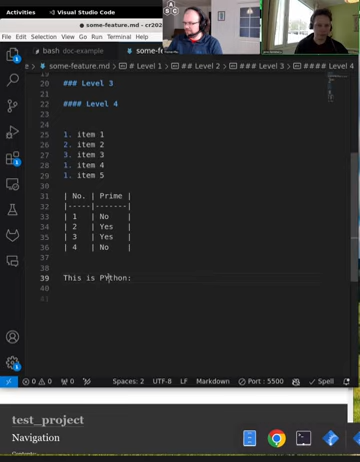 Activities
Visual Studio Code
● some-feature.md - cr202
File Edit Selection View Go Run Terminal Help
bash doc-example
some-fe
some-feature.md > # Level 1 > ## Level 2 > ### Level 3 > #### Level 4
19
20 ### Level 3
21
22 #### Level 4
23
24
25 1. item 1
26 2. item 2
27 3. item 3
28 1. item 4
29 1. item 5
30
31 | No. | Prime |
32 |-----|-------|
33 | 1 | No
34 | 2 | Yes
35 | 3 | Yes
36 | 4 | No
37
38
39 This is Python:
40
41
0 0 0 Spaces: 2 UTF-8 LF Markdown Port : 5500 Spell
test_project
Navigation
Contents: